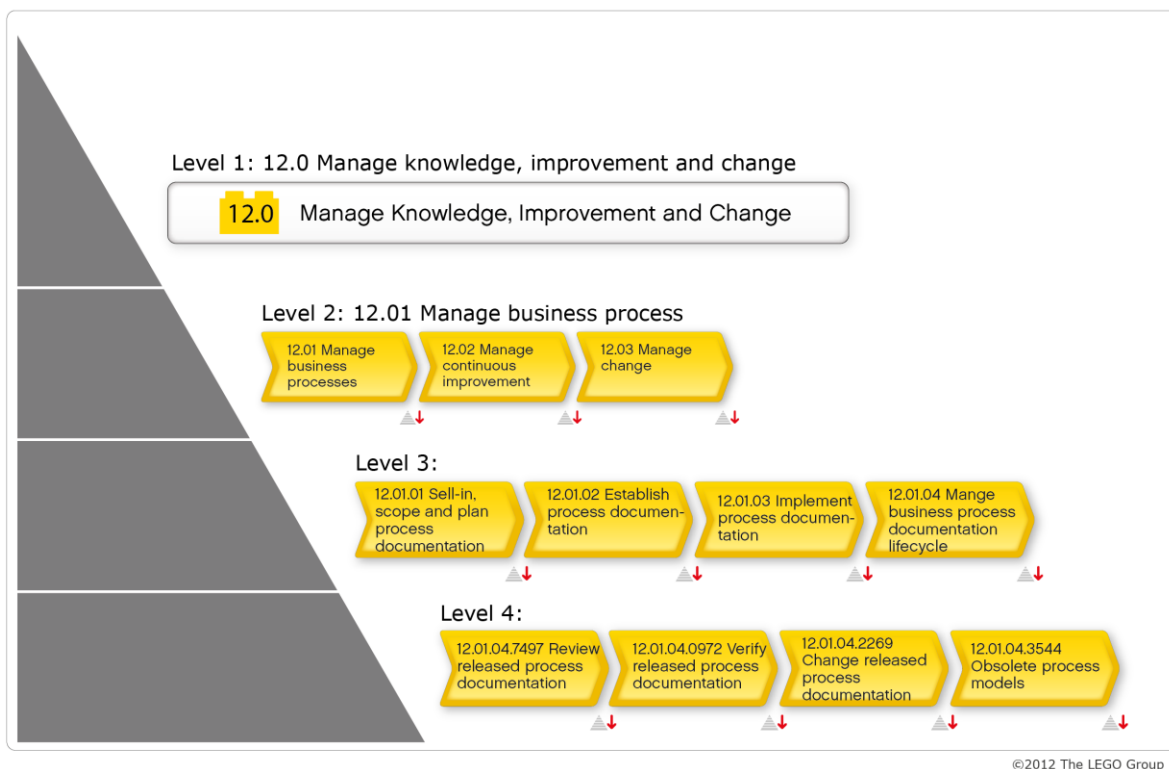 Level 1: 12.0 Manage knowledge, improvement and change
12.0 Manage Knowledge, Improvement and Change
Level 2: 12.01 Manage business process
12.01 Manage
business
processes
12.02 Manage
continuous
improvement
12.03 Manage
change
Level 3:
12.01.01 Sell-in,
scope and plan
process
documentation
12.01.02 Establish
process documen-
tation
12.01.03 Implement
process documen-
tation
12.01.04 Mange
business process
documentation
lifecycle
Level 4:
12.01.04.7497 Review
released process
documentation
12.01.04.0972 Verify
released process
documentation
12.01.04.2269
Change released
process
documentation
12.01.04.3544
Obsolete process
models
©2012 The LEGO Group